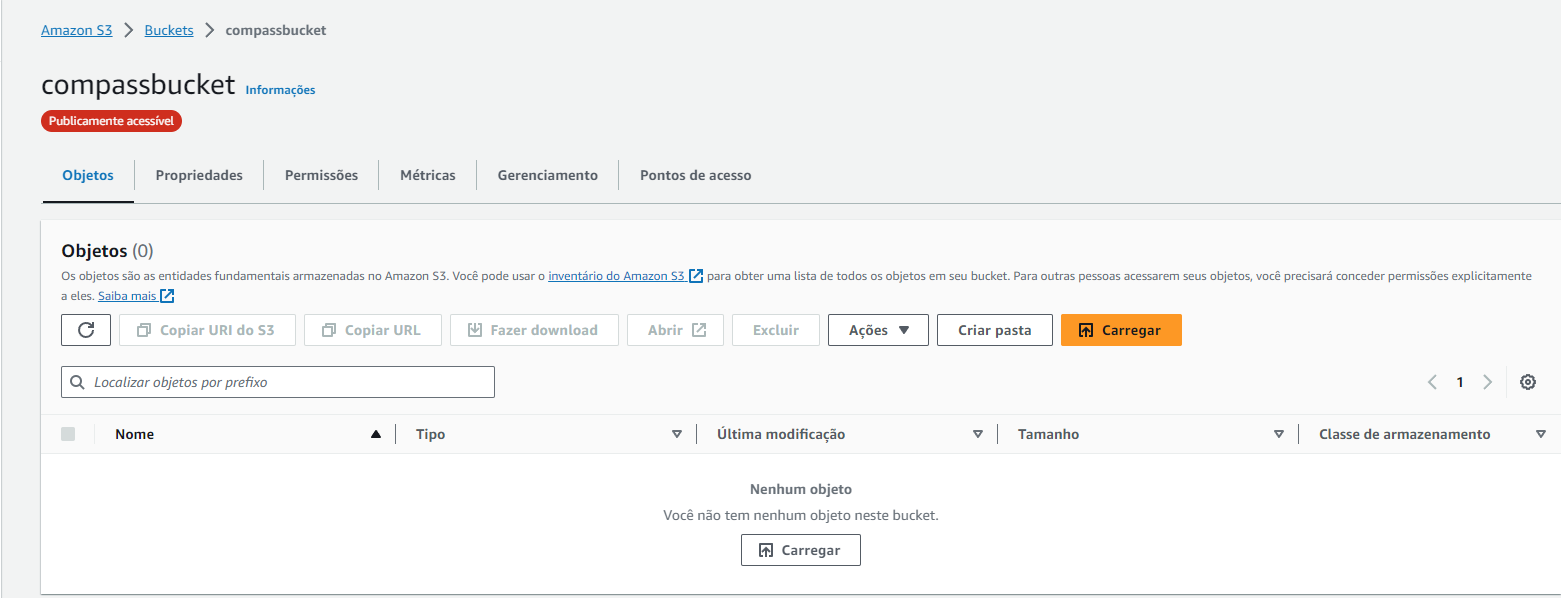 Amazon S3 > Buckets > compassbucket
compassbucket Informações
Publicamente acessível
Objetos Propriedades Permissões Métricas Gerenciamento Pontos de acesso
Objetos (0)
Os objetos são as entidades fundamentais armazenadas no Amazon S3. Você pode usar o inventário do Amazon S3 para obter uma lista de todos os objetos em seu bucket. Para outras pessoas acessarem seus objetos, você precisará conceder permissões explicitamente
a eles. Saiba mais
Copiar URI do S3 Copiar URL Fazer download Abrir Excluir Ações Criar pasta Carregar
Localizar objetos por prefixo
1
Nome Tipo Última modificação Tamanho Classe de armazenamento
Nenhum objeto
Você não tem nenhum objeto neste bucket.
Carregar